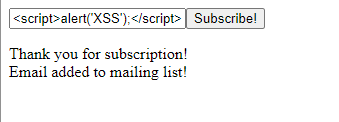 <script>alert('XSS');</script> Subscribe!
Thank you for subscription!
Email added to mailing list!